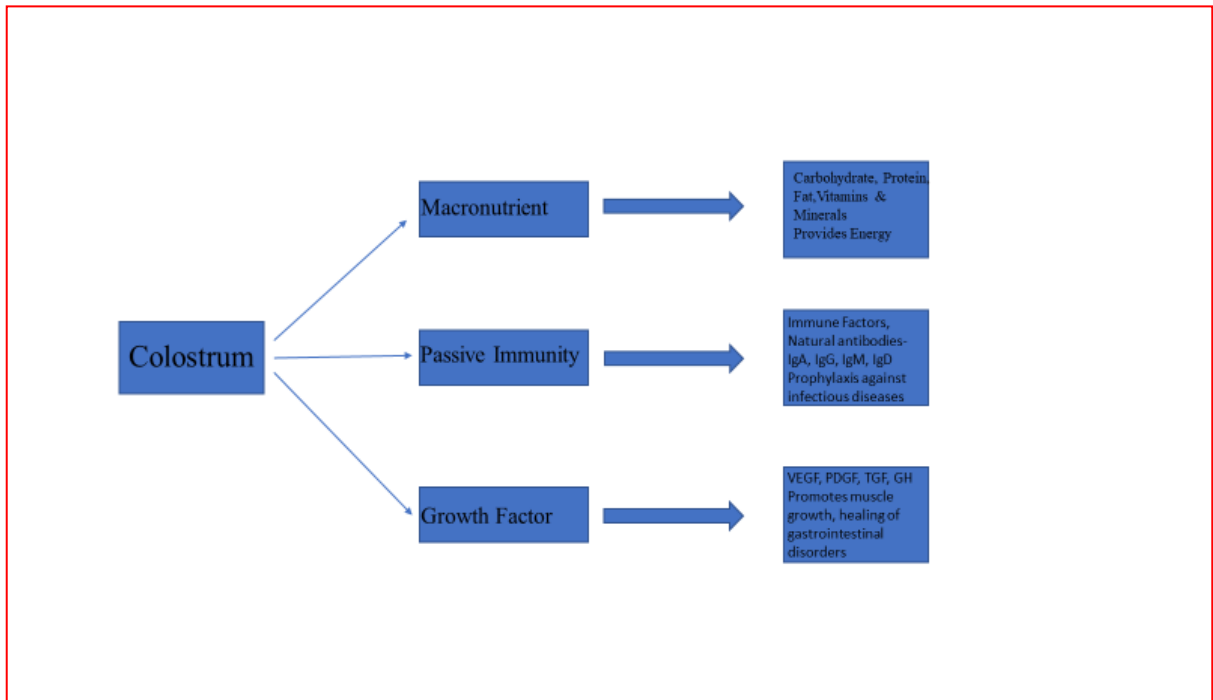 Colostrum
Macronutrient
Carbohydrate, Protein,
Fat,Vitamins &
Minerals
Provides Energy
Passive Immunity
Immune Factors,
Natural antibodies-
IgA, IgG, IgM, IgD
Prophylaxis against
infectious diseases
Growth Factor
VEGF, PDGF, TGF, GH
Promotes muscle
growth, healing of
gastrointestinal
disorders